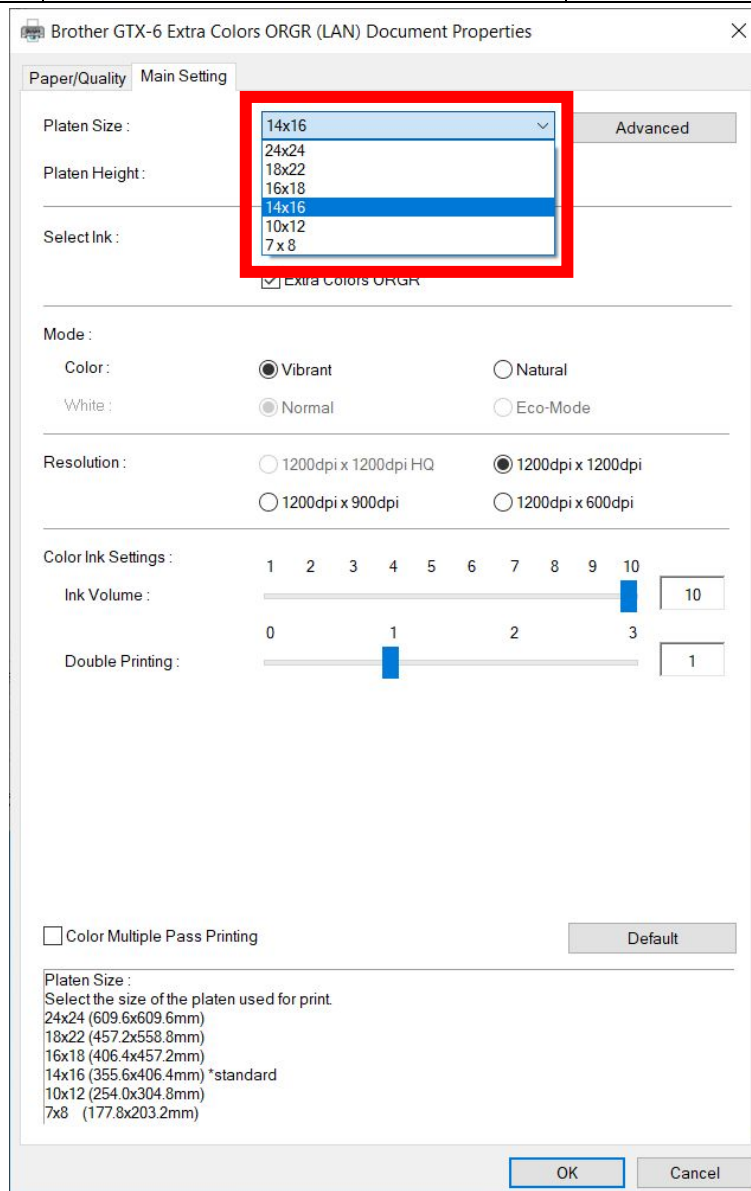 Brother GTX-6 Extra Colors ORGR (LAN) Document Properties
Paper/Quality Main Setting
Platen Size : 14x16 Advanced
24x24
Platen Height : 18x22
16x18
14x16
Select Ink : 10x12
7 x 8
Extra Colors ORGR
Mode :
Color : Vibrant Natural
White : Normal Eco-Mode
Resolution : 1200dpi x 1200dpi HQ 1200dpi x 1200dpi
1200dpi x 900dpi 1200dpi x 600dpi
Color Ink Settings : 1 2 3 4 5 6 7 8 9 10
Ink Volume : 10
0 1 2 3
Double Printing : 1
Color Multiple Pass Printing Default
Platen Size :
Select the size of the platen used for print.
24x24 (609.6x609.6mm)
18x22 (457.2x558.8mm)
16x18 (406.4x457.2mm)
14x16 (355.6x406.4mm) *standard
10x12 (254.0x304.8mm)
7x8 (177.8x203.2mm)
OK Cancel